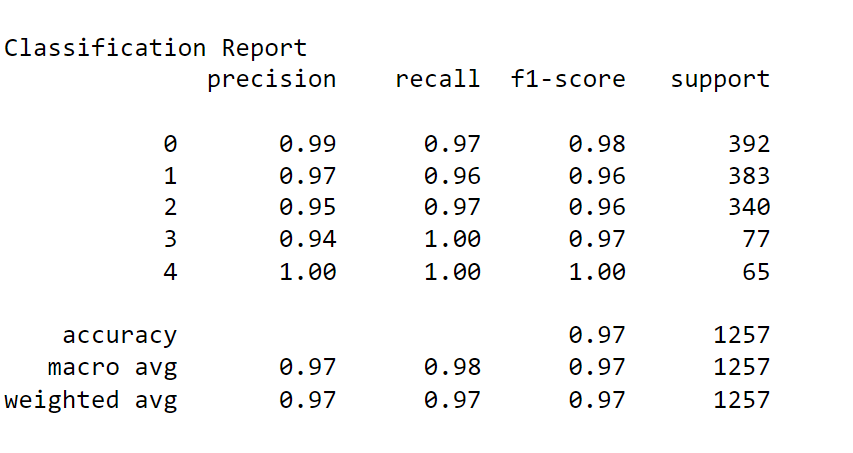 Classification Report
precision recall f1-score support
0 0.99 0.97 0.98 392
1 0.97 0.96 0.96 383
2 0.95 0.97 0.96 340
3 0.94 1.00 0.97 77
4 1.00 1.00 1.00 65
accuracy 0.97 1257
macro avg 0.97 0.98 0.97 1257
weighted avg 0.97 0.97 0.97 1257